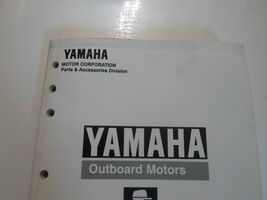 YAMAHA
MOTOR CORPORATION
Parts & Accessories Division
YAMAHA
Outboard Motors